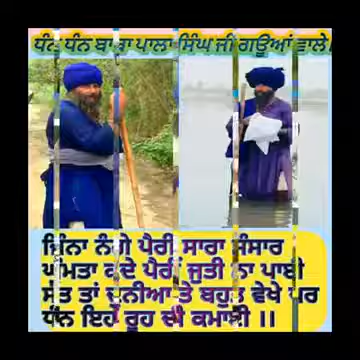 ਧੰਨ ਧੰਨ ਬਾਬਾ ਪਾਲਾ ਸਿੰਘ ਜੀ ਗਊਆਂ ਵਾਲੇ
ਜਿੰਨਾ ਨੰਗੇ ਪੈਰੀ ਸਾਰਾ ਸੰਸਾਰ
ਘੁੰਮਤਾ ਕਦੇ ਪੈਰੀਂ ਜੁਤੀ ਨਾ ਪਾਈ
ਸੰਤ ਤਾਂ ਦੁਨੀਆ ਤੇ ਬਹੁਤ ਵੇਖੇ ਪਰ
ਧੰਨ ਇਹ ਰੂਹ ਦੀ ਕਮਾਈ ।।